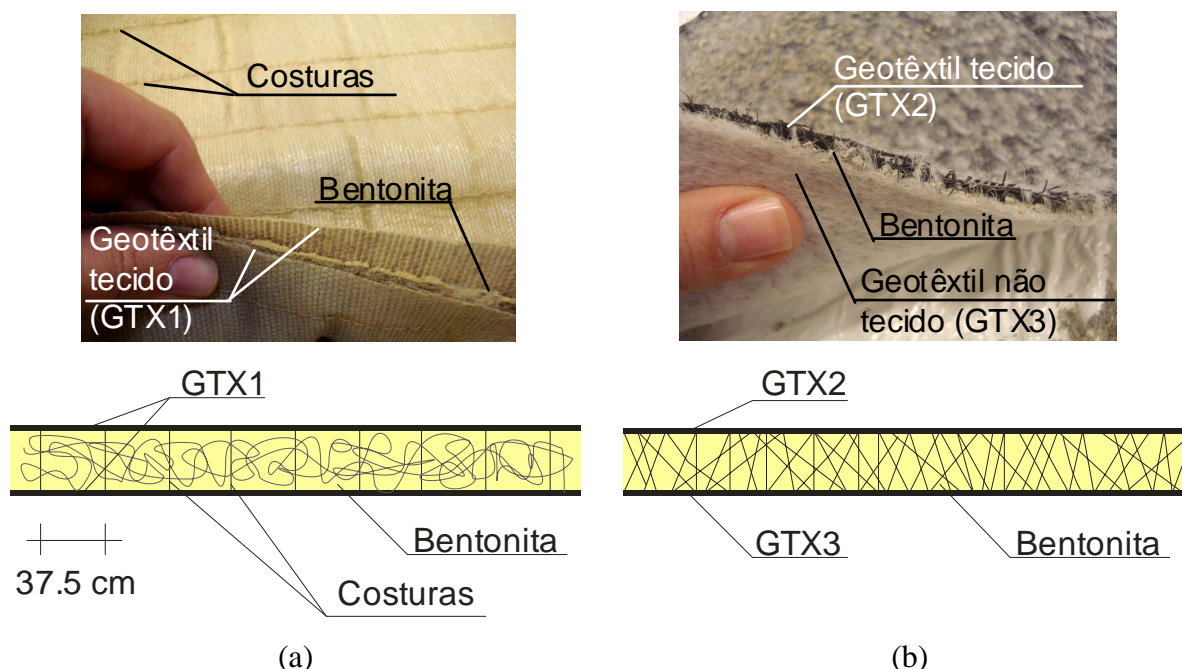 Costuras
Bentonita
Geotêxtil
tecido
(GTX1)
Geotêxtil tecido
(GTX2)
Bentonita
Geotêxtil não
tecido (GTX3)
GTX1
Bentonita
Costuras
37.5 cm
(a)
GTX2
GTX3
Bentonita
(b)